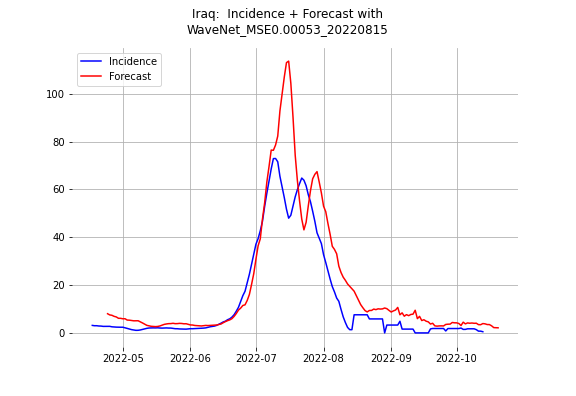 Iraq: Incidence + Forecast with
WaveNet_MSE0.00053_20220815
Incidence
Forecast
100
80
60
40
20
0
2022-05 2022-06 2022-07 2022-08 2022-09 2022-10